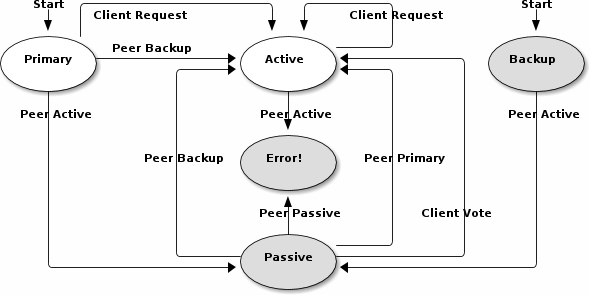 Start
Client Request
Client Request
Start
Primary
Peer Backup
Active
Backup
Peer Active
Peer Active
Peer Active
Peer Backup
Error!
Peer Primary
Peer Passive
Client Vote
Passive